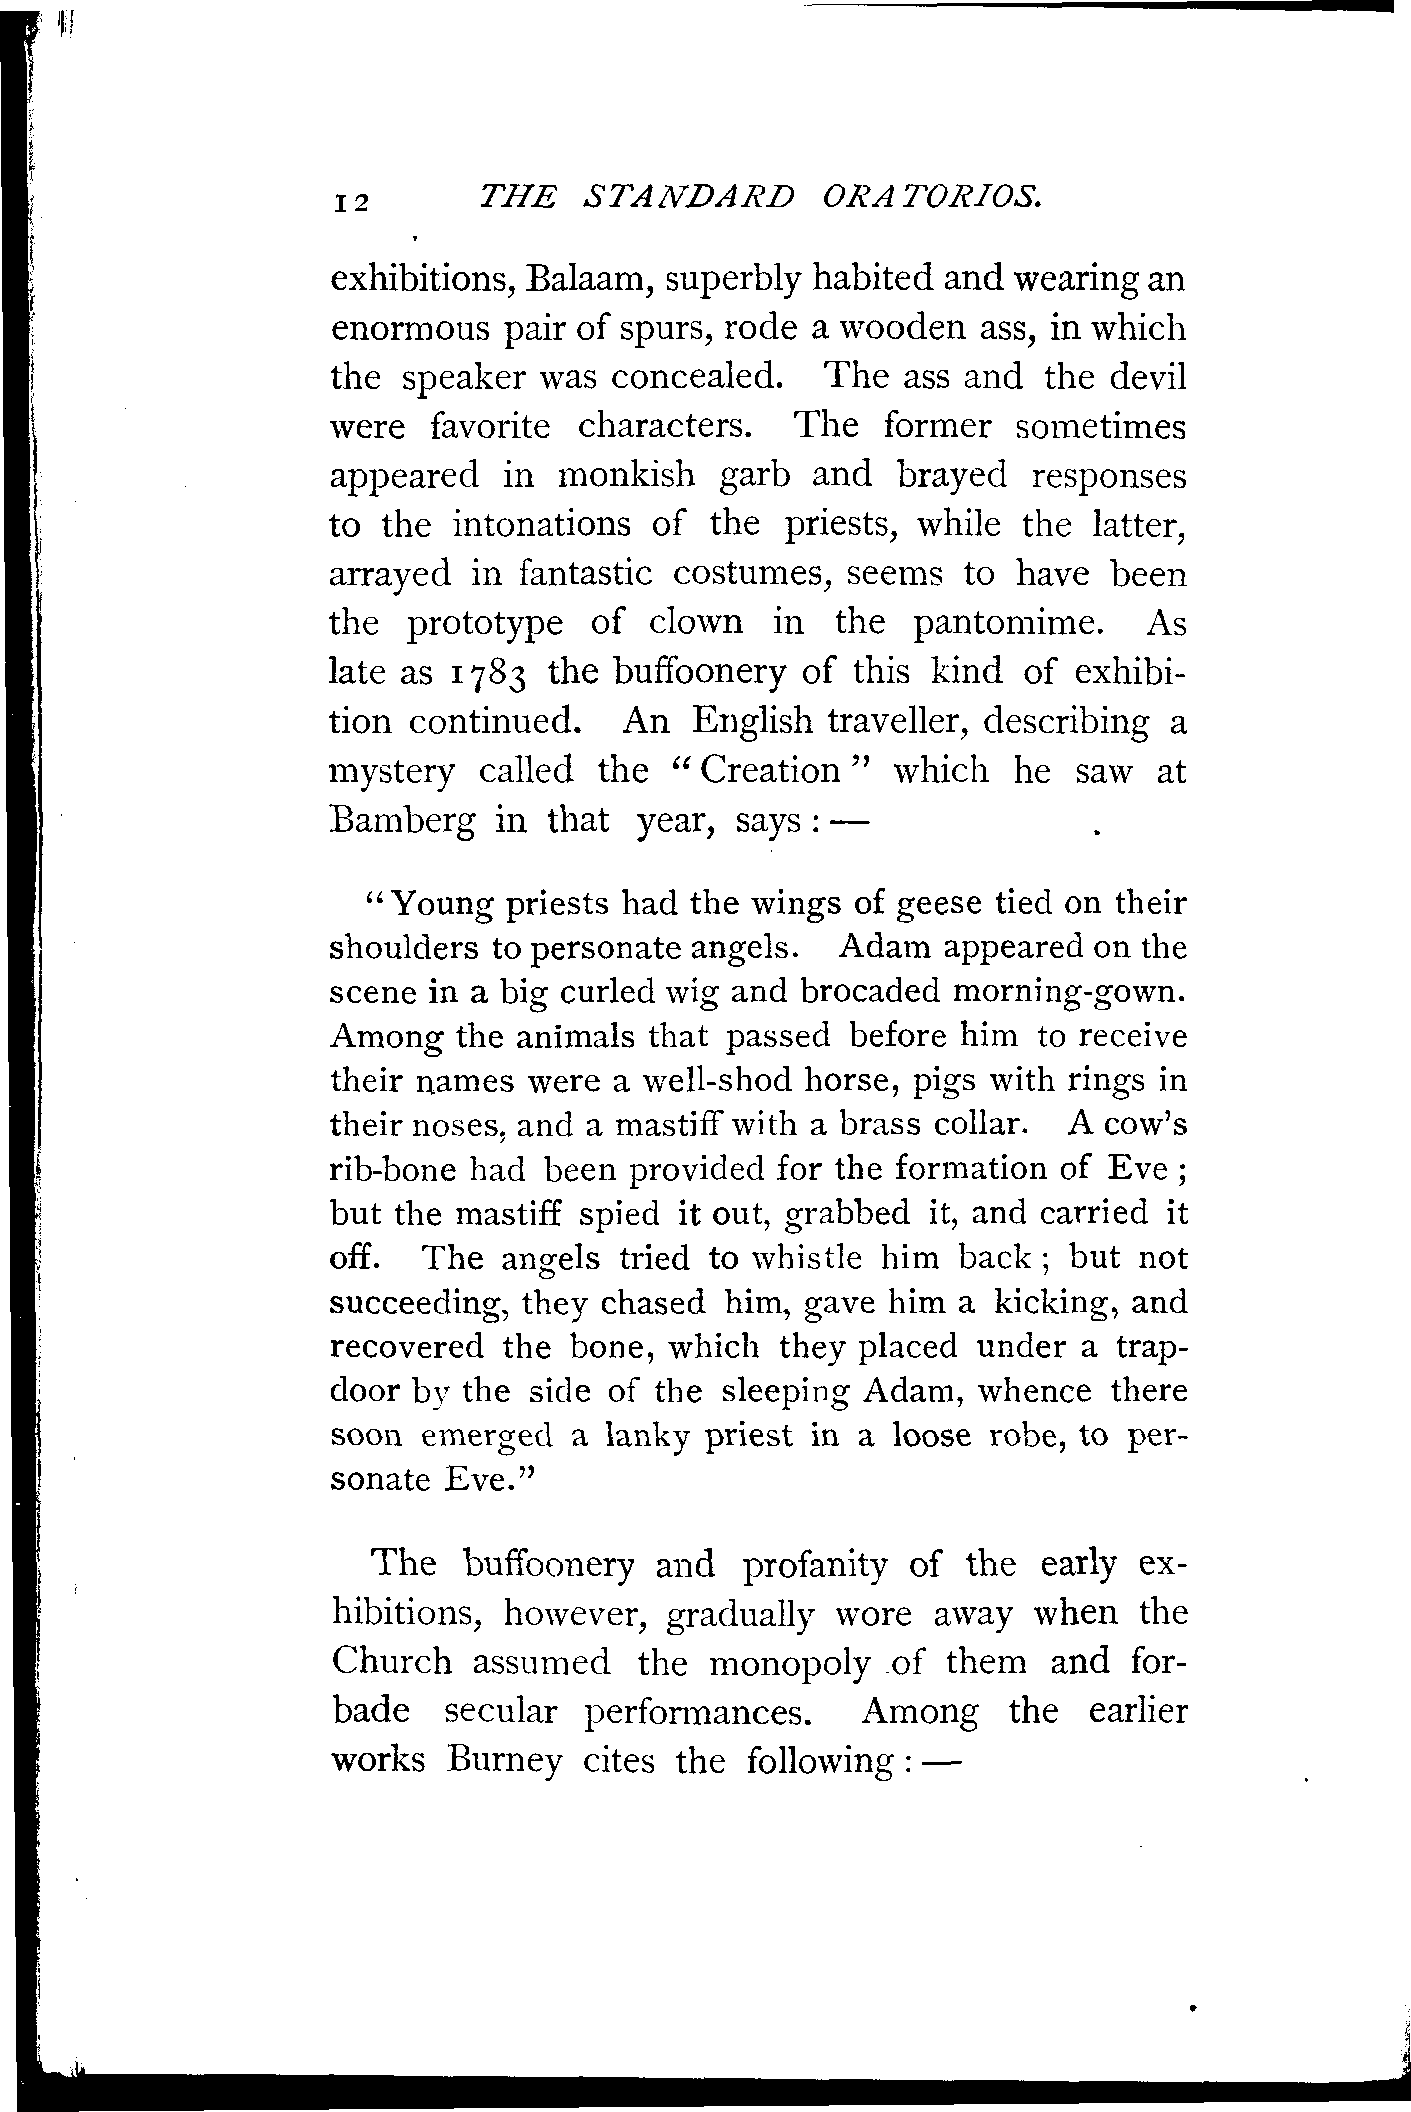 12 THE STANDARD ORATORIOS.
exhibitions, Balaam, superbly habited and wearing an
enormous pair of spurs, rode a wooden ass, in which
the speaker was concealed. The ass and the devil
were favorite characters. The former sometimes
appeared in monkish garb and brayed responses
to the intonations of the priests, while the latter,
arrayed in fantastic costumes, seems to have been
the prototype of clown in the pantomime. As
late as 1783 the buffoonery of this kind of exhibi-
tion continued. An English traveller, describing a
mystery called the “Creation” which he saw at
Bamberg in that year, says : —
“Young priests had the wings of geese tied on their
shoulders to personate angels. Adam appeared on the
scene in a big curled wig and brocaded morning-gown.
Among the animals that passed before him to receive
their names were a well-shod horse, pigs with rings in
their noses, and a mastiff with a brass collar. A cow's
rib-bone had been provided for the formation of Eve ;
but the mastiff spied it out, grabbed it, and carried it
off. The angels tried to whistle him back ; but not
succeeding, they chased him, gave him a kicking, and
recovered the bone, which they placed under a trap-
door by the side of the sleeping Adam, whence there
soon emerged a lanky priest in a loose robe, to per-
sonate Eve.”
The buffoonery and profanity of the early ex-
hibitions, however, gradually wore away when the
Church assumed the monopoly of them and for-
bade secular performances. Among the earlier
works Burney cites the following : —